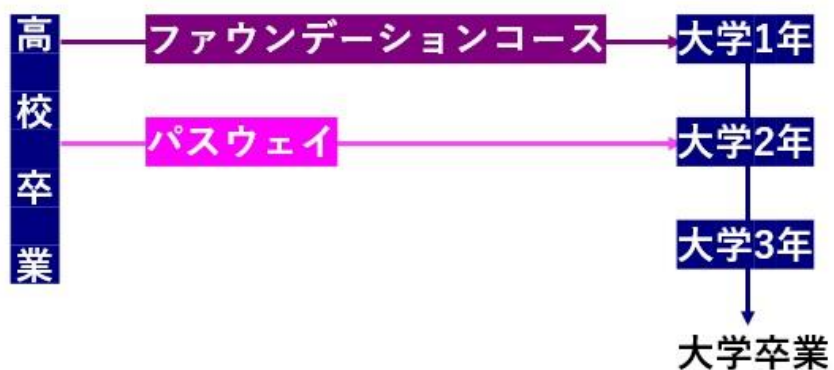 高校卒業
ファウンデーションコース
大学1年
パスウェイ
大学2年
大学3年
大学卒業